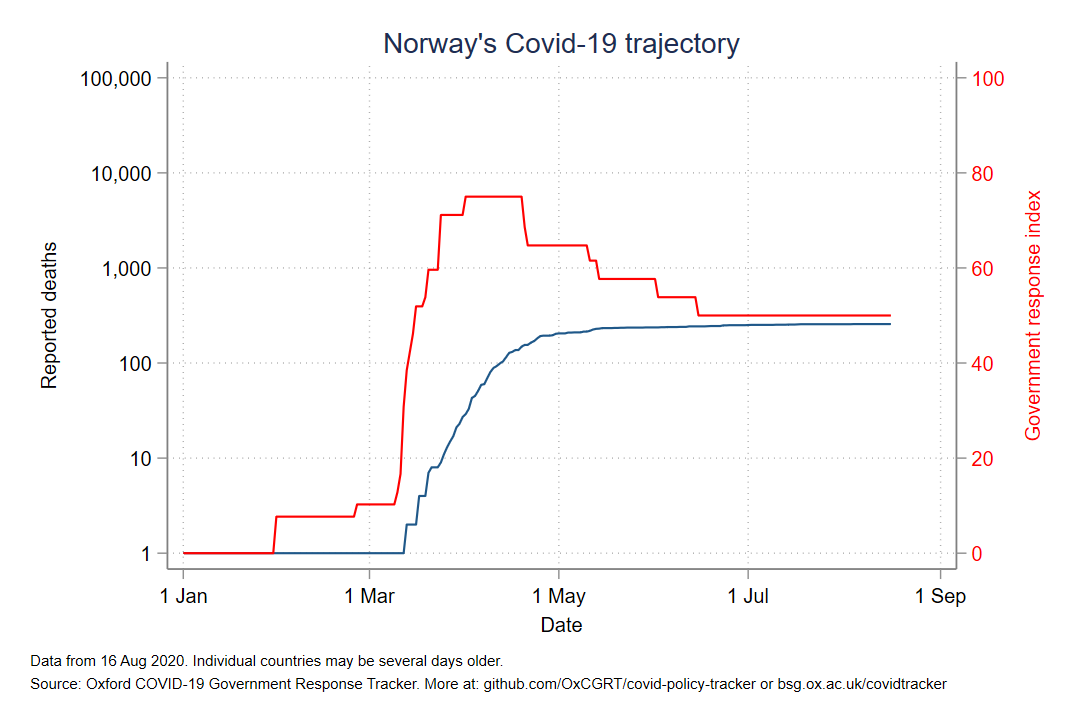 Norway's Covid-19 trajectory
100,000
10,000
1,000
100
10
1
Reported deaths
100
80
60
40
20
0
Government response index
1 Jan 1 Mar 1 May 1 Jul 1 Sep
Date
Data from 16 Aug 2020. Individual countries may be several days older.
Source: Oxford COVID-19 Government Response Tracker. More at: github.com/OxCGRT/covid-policy-tracker or bsg.ox.ac.uk/covidtracker